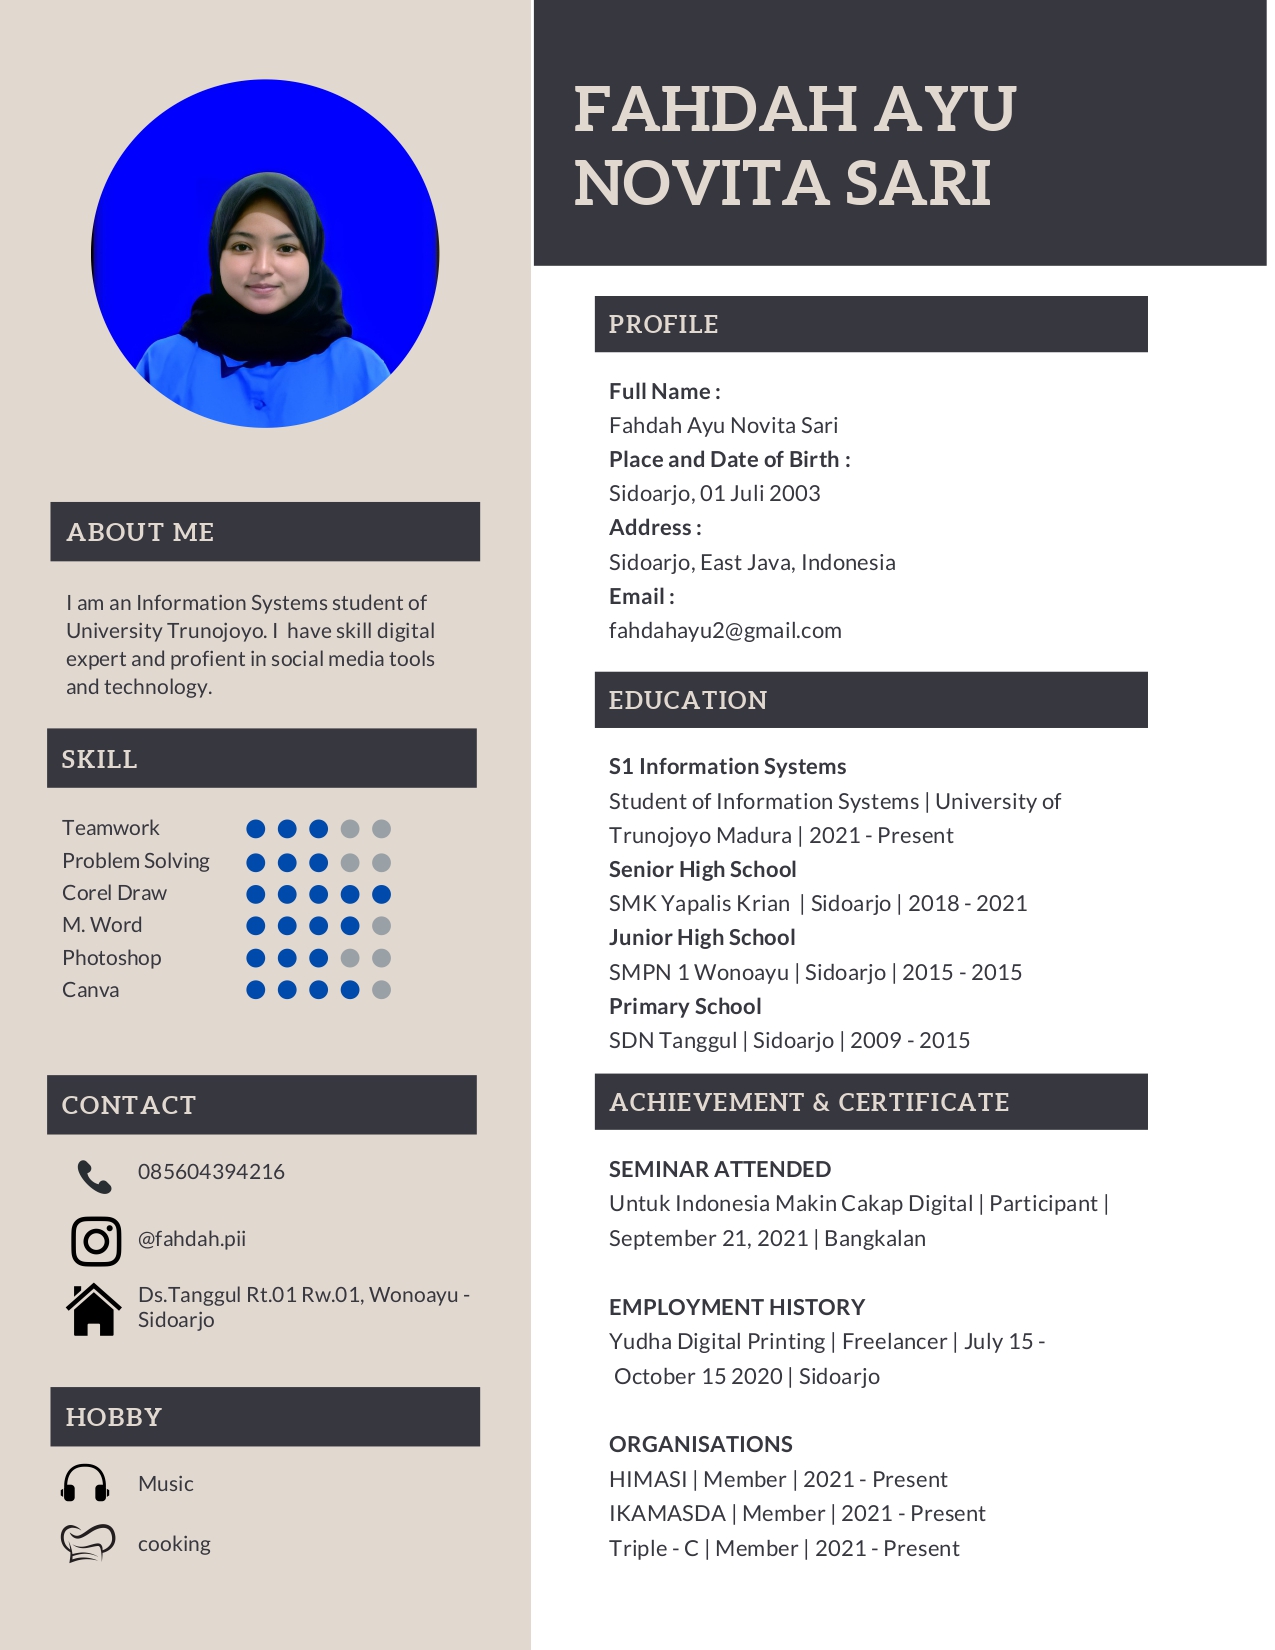 FAHDAH AYU
NOVITA SARI
ABOUT ME
I am an Information Systems student of
University Trunojoyo. I  have skill digital
expert and profient in social media tools
and technology.
SKILL
Teamwork
Problem Solving
Corel Draw
M. Word
Photoshop
Canva
CONTACT
085604394216
@fahdah.pii
Ds.Tanggul Rt.01 Rw.01, Wonoayu -
Sidoarjo
HOBBY
Music
cooking
PROFILE
Full Name :
Fahdah Ayu Novita Sari
Place and Date of Birth :
Sidoarjo, 01 Juli 2003
Address :
Sidoarjo, East Java, Indonesia
Email :
fahdahayu2@gmail.com
EDUCATION
S1 Information Systems
Student of Information Systems | University of
Trunojoyo Madura | 2021 - Present
Senior High School
SMK Yapalis Krian  | Sidoarjo | 2018 - 2021
Junior High School
SMPN 1 Wonoayu | Sidoarjo | 2015 - 2015
Primary School
SDN Tanggul | Sidoarjo | 2009 - 2015
ACHIEVEMENT & CERTIFICATE
SEMINAR ATTENDED
Untuk Indonesia Makin Cakap Digital | Participant |
September 21, 2021 | Bangkalan
EMPLOYMENT HISTORY
Yudha Digital Printing | Freelancer | July 15 -
October 15 2020 | Sidoarjo
ORGANISATIONS
HIMASI | Member | 2021 - Present
IKAMASDA | Member | 2021 - Present
Triple - C | Member | 2021 - Present